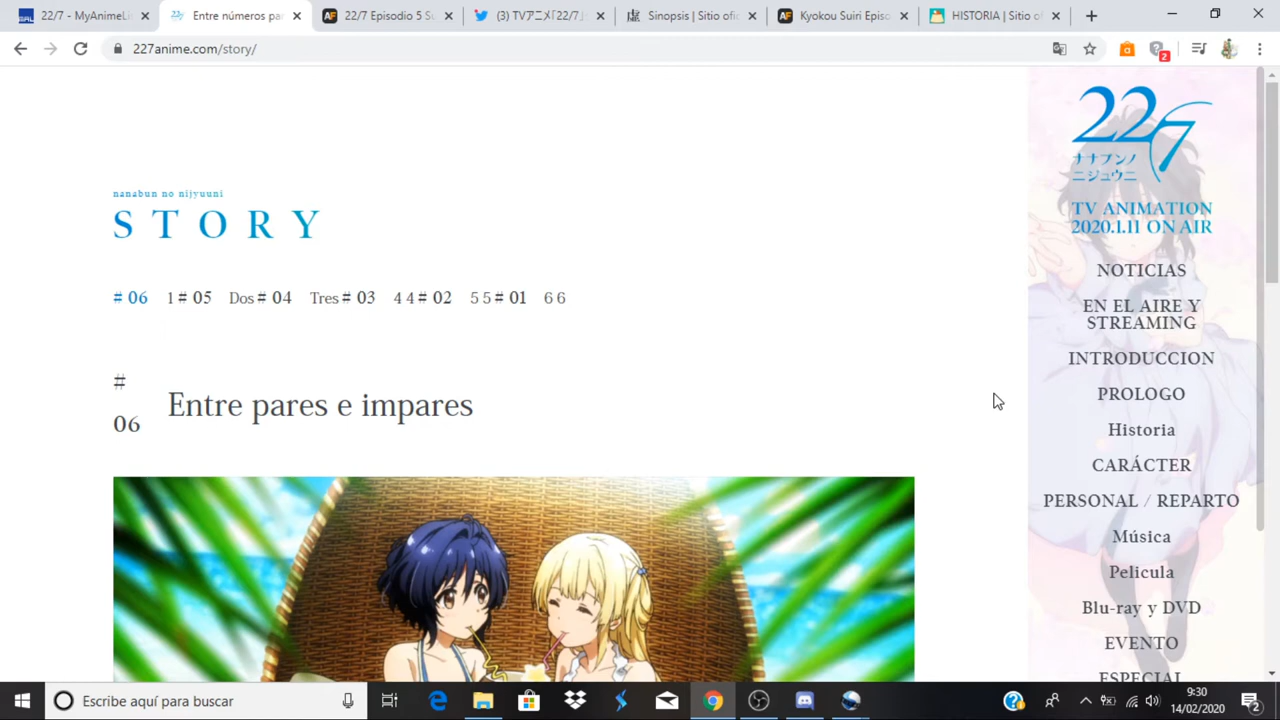 22/7 - MyAnimeLi
Entre números pa
22/7 Episodio 5 Su
(3) TVアニメ「22/7」
Sinopsis | Sitio ofic
Kyokou Suiri Episo
HISTORIA | Sitio of
227anime.com/story/
2
nanabun no nijyuuni
STORY
# 06 1 # 05 Dos # 04 Tres # 03 4 4 # 02 5 5 # 01 6 6
#
06
Entre pares e impares
22/7
ナナブンノ
ニジュウニ
TV ANIMATION
2020.1.11 ON AIR
NOTICIAS
EN EL AIRE Y
STREAMING
INTRODUCCION
PROLOGO
Historia
CARÁCTER
PERSONAL / REPARTO
Música
Pelicula
Blu-ray y DVD
EVENTO
ESPECIAL
Escribe aquí para buscar
9:30
14/02/2020
2